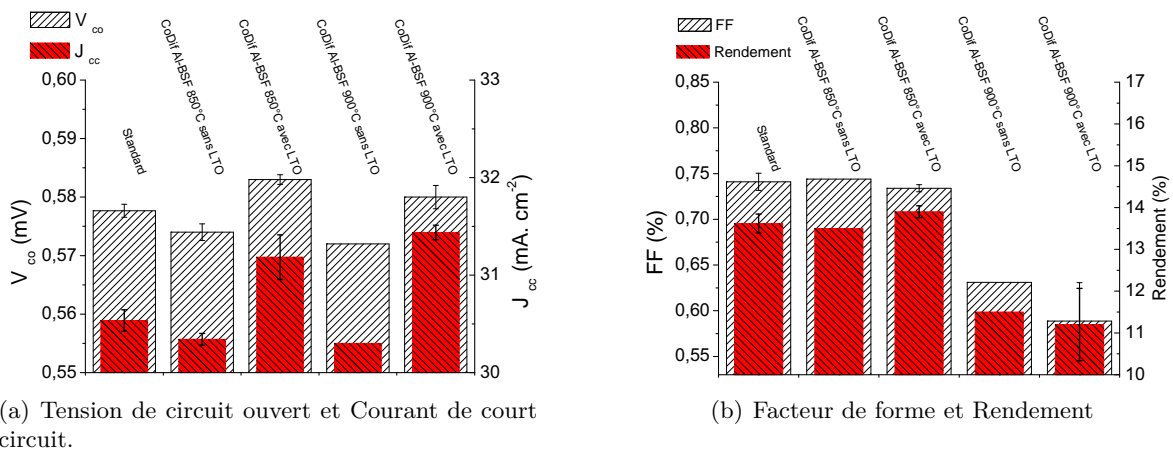 V co
J cc
Standard
CoDif Al-BSF 850°C sans LTO
CoDif Al-BSF 850°C avec LTO
CoDif Al-BSF 900°C sans LTO
CoDif Al-BSF 900°C avec LTO
0,60
0,59
0,58
0,57
0,56
0,55
V co (mV)
33
32
31
30
J cc (mA. cm-2)
(a) Tension de circuit ouvert et Courant de court
circuit.
FF
Rendement
Standard
CoDif Al-BSF 850°C sans LTO
CoDif Al-BSF 850°C avec LTO
CoDif Al-BSF 900°C sans LTO
CoDif Al-BSF 900°C avec LTO
0,85
0,80
0,75
0,70
0,65
0,60
0,55
FF (%)
17
16
15
14
13
12
11
10
Rendement (%)
(b) Facteur de forme et Rendement